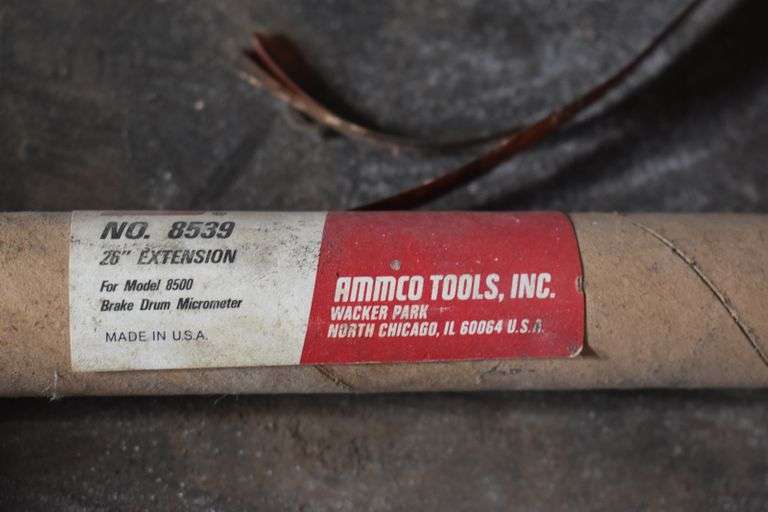 NO. 8539
26" EXTENSION
For Model 8500
Brake Drum Micrometer
MADE IN U.S.A.
AMMCO TOOLS, INC.
WACKER PARK
NORTH CHICAGO, IL 60064 U.S.A.